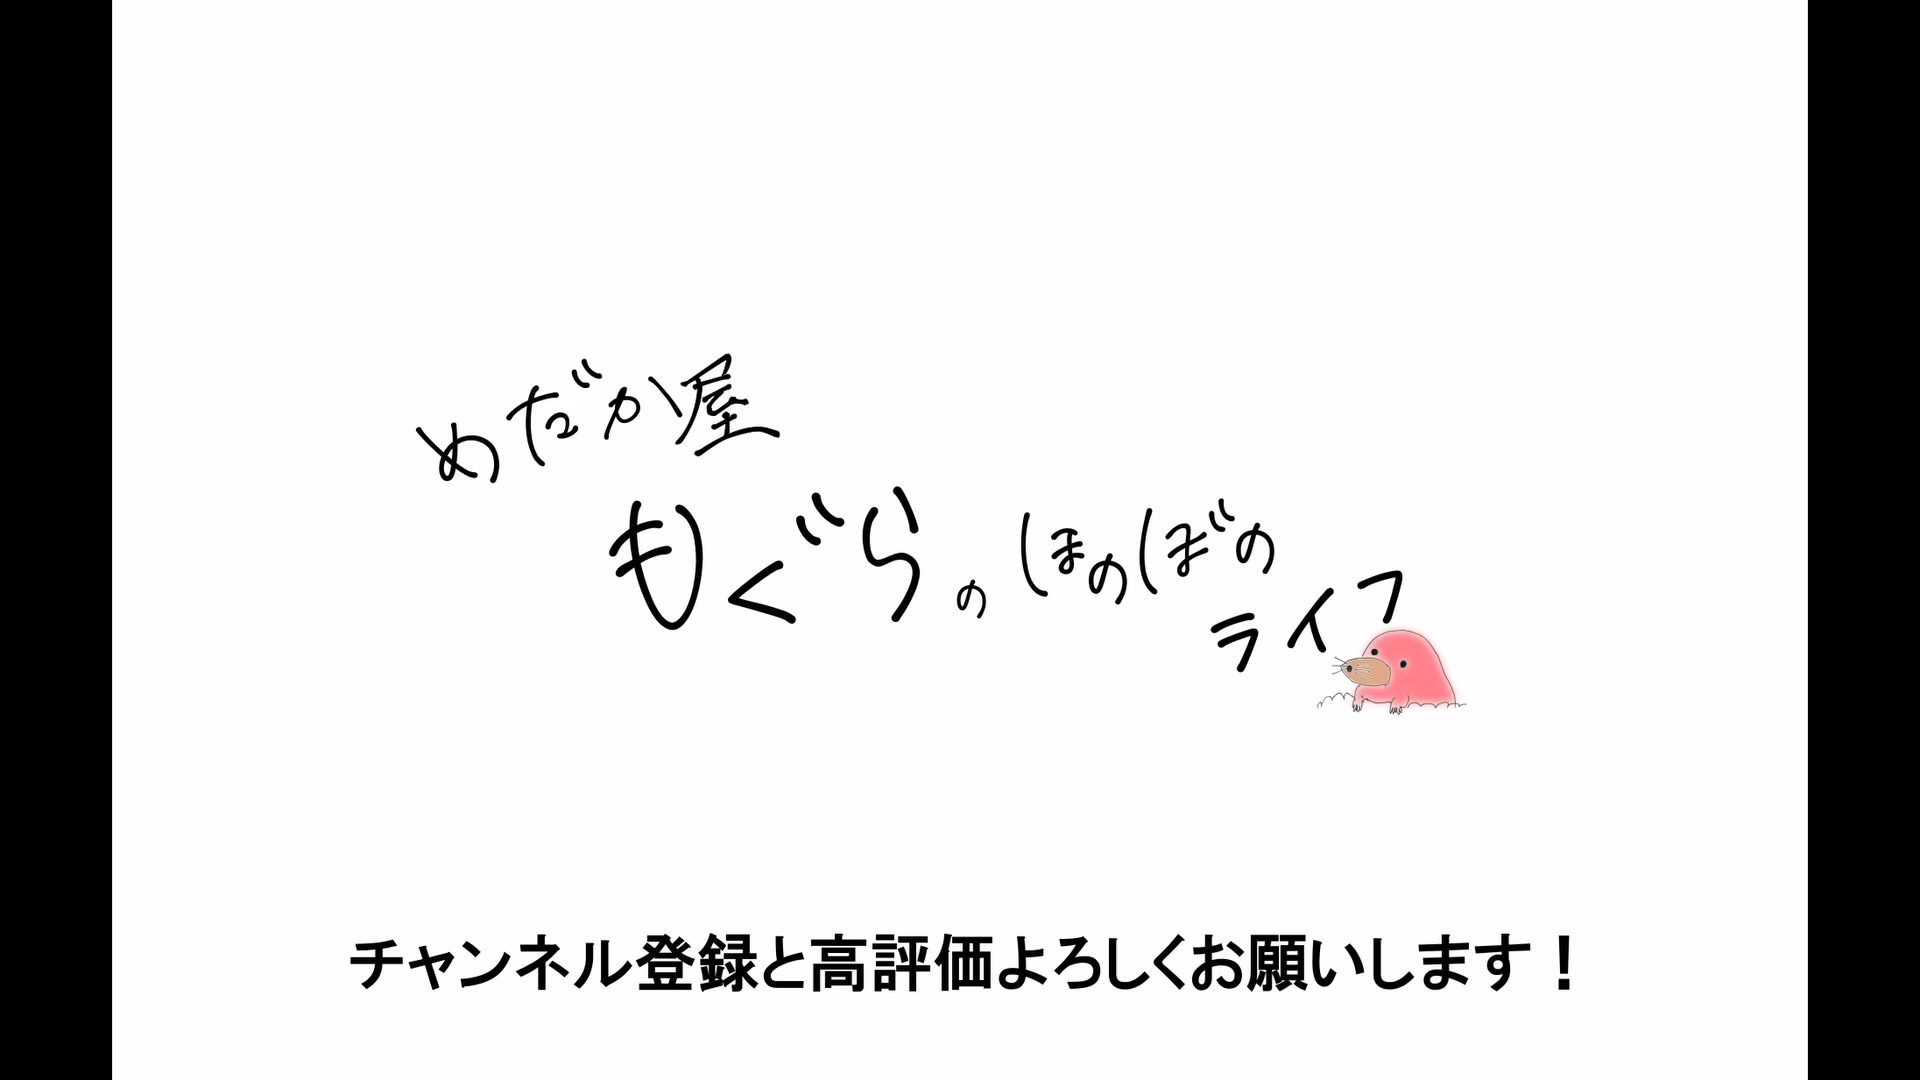 めだか屋
もぐらのほのぼの
ライフ
チャンネル登録と高評価よろしくお願いします！